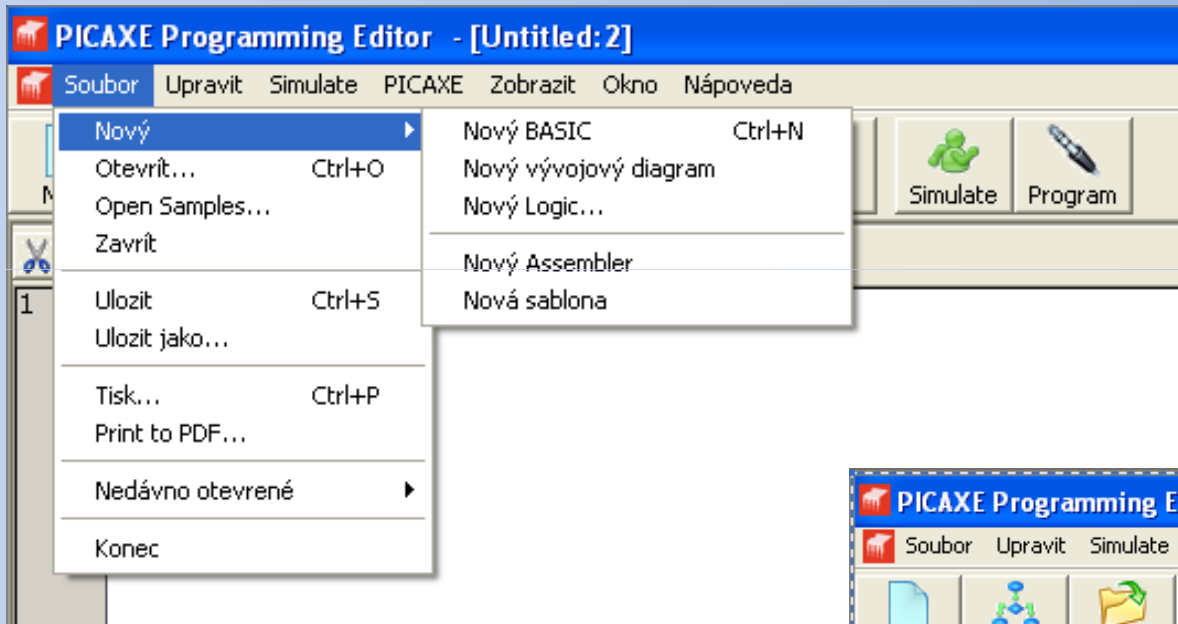 PICAXE Programming Editor - [Untitled:2]
Soubor Upravit Simulate PICAXE Zobrazit Okno Nápoveda
Simulate Program
Nový
Otevrít... Ctrl+O
Open Samples...
Zavrít
Ulozit Ctrl+S
Ulozit jako...
Tisk... Ctrl+P
Print to PDF...
Nedávno otevrené
Konec
Nový BASIC Ctrl+N
Nový vývojový diagram
Nový Logic...
Nový Assembler
Nová sablona
1
PICAXE Programming E
Soubor Upravit Simulate